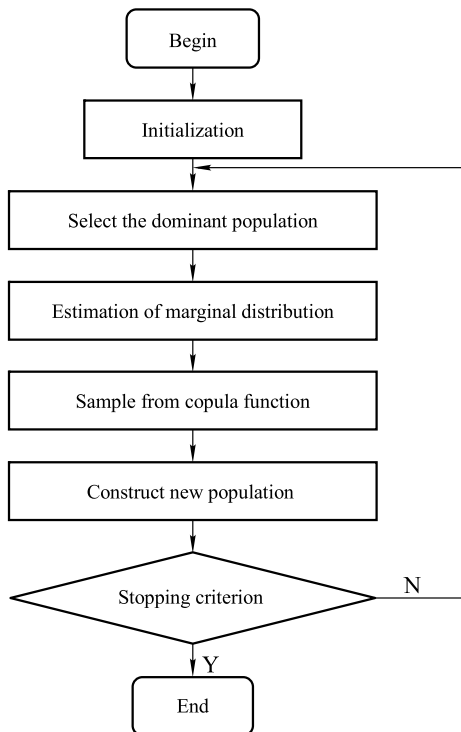 Begin
Initialization
Select the dominant population
Estimation of marginal distribution
Sample from copula function
Construct new population
Stopping criterion
N
Y
End